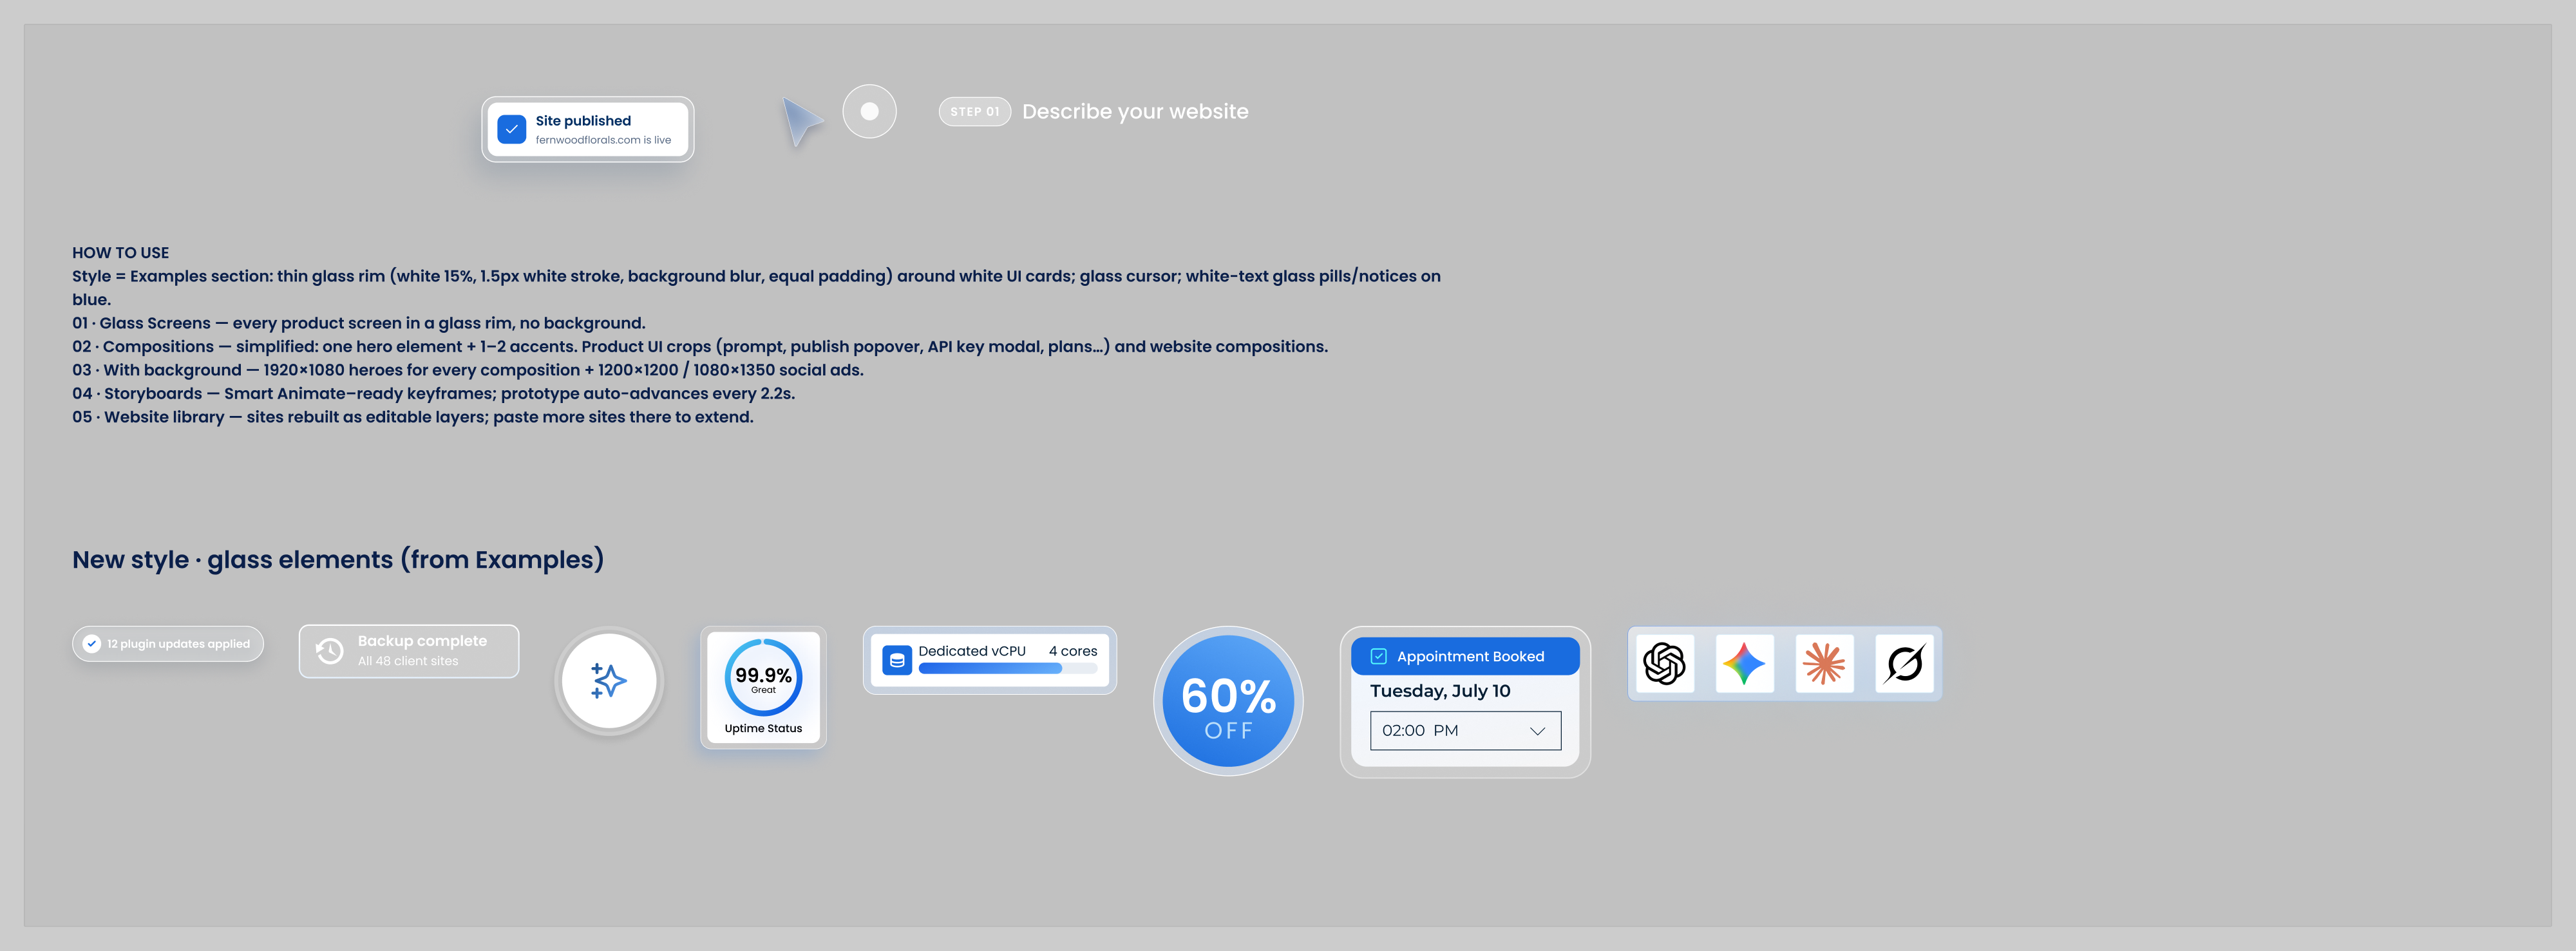 Site published
fernwoodflorals.com is live
STEP 01 Describe your website
HOW TO USE
Style = Examples section: thin glass rim (white 15%, 1.5px white stroke, background blur, equal padding) around white UI cards; glass cursor; white-text glass pills/notices on
blue.
01 · Glass Screens — every product screen in a glass rim, no background.
02 · Compositions — simplified: one hero element + 1–2 accents. Product UI crops (prompt, publish popover, API key modal, plans…) and website compositions.
03 · With background — 1920×1080 heroes for every composition + 1200×1200 / 1080×1350 social ads.
04 · Storyboards — Smart Animate-ready keyframes; prototype auto-advances every 2.2s.
05 · Website library — sites rebuilt as editable layers; paste more sites there to extend.
New style · glass elements (from Examples)
12 plugin updates applied
Backup complete
All 48 client sites
99.9%
Great
Uptime Status
Dedicated vCPU 4 cores
60%
OFF
Appointment Booked
Tuesday, July 10
02:00 PM